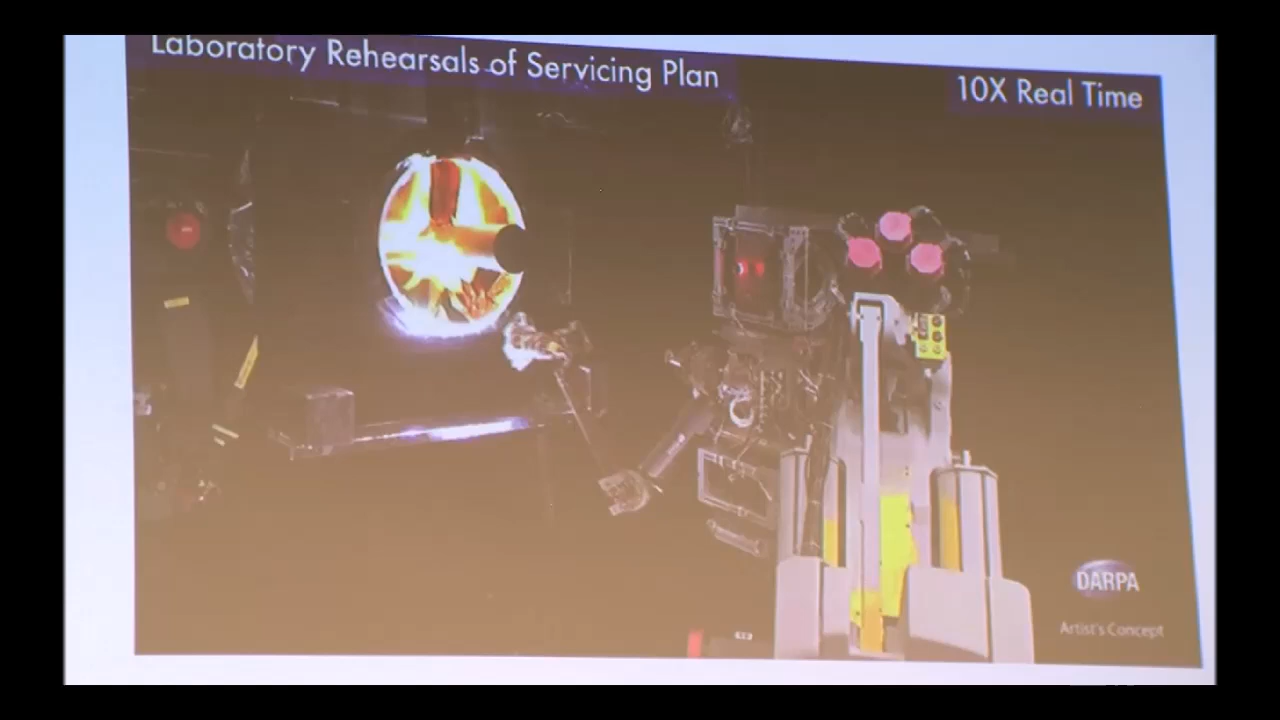 Laboratory Rehearsals of Servicing Plan
10X Real Time
DARPA
Artist's Concept